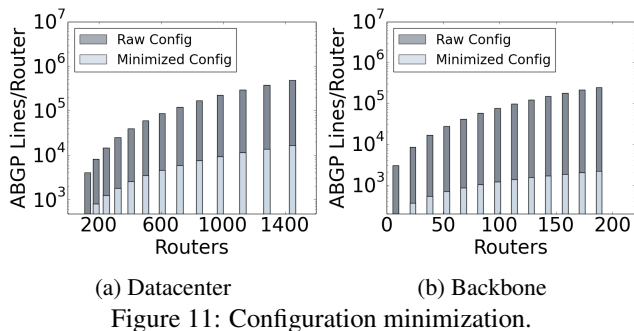 10^7
10^6
10^5
10^4
10^3
ABGP Lines/Router
Raw Config
Minimized Config
200 600 1000 1400
Routers
(a) Datacenter
10^7
10^6
10^5
10^4
10^3
ABGP Lines/Router
Raw Config
Minimized Config
0 50 100 150 200
Routers
(b) Backbone
Figure 11: Configuration minimization.